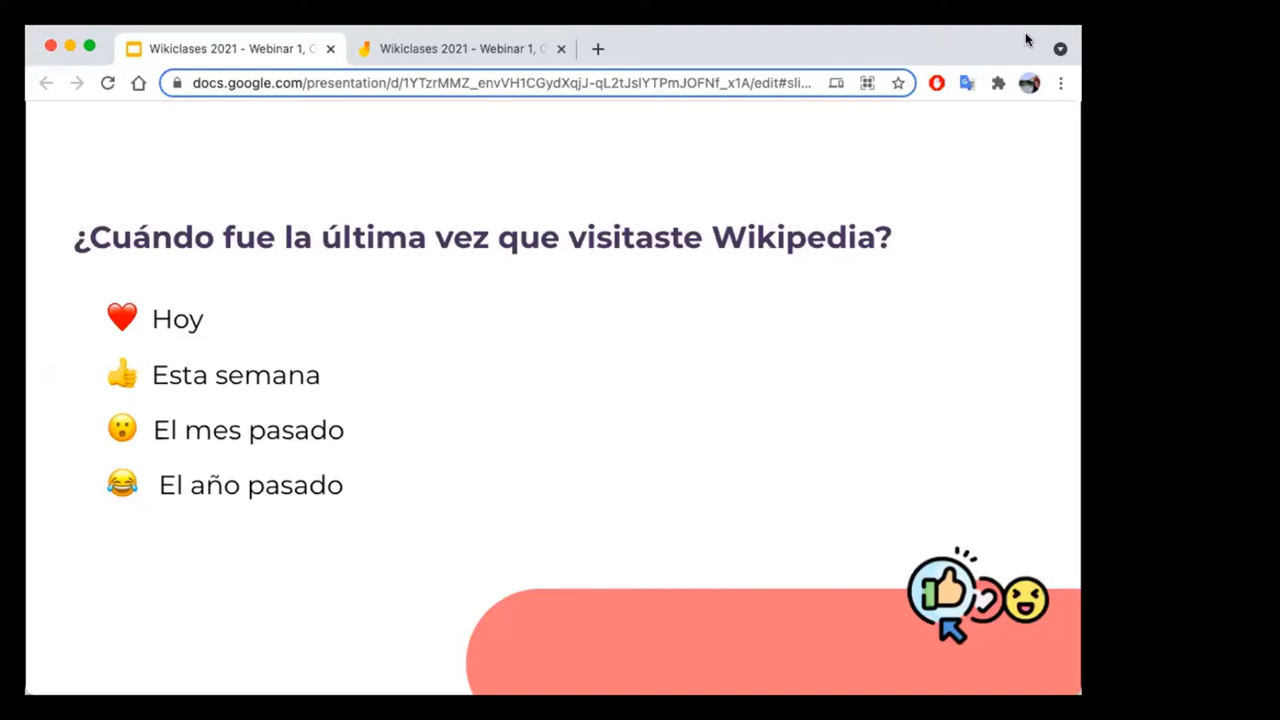 Wikiclases 2021 - Webinar 1,
Wikiclases 2021 - Webinar 1,
docs.google.com/presentation/d/1YTzrMMZ_envVH1CGydXqjJ-qL2tJslYTPmJOFNf_x1A/edit#sli...
¿Cuándo fue la última vez que visitaste Wikipedia?
❤️ Hoy
👍 Esta semana
😮 El mes pasado
😂 El año pasado